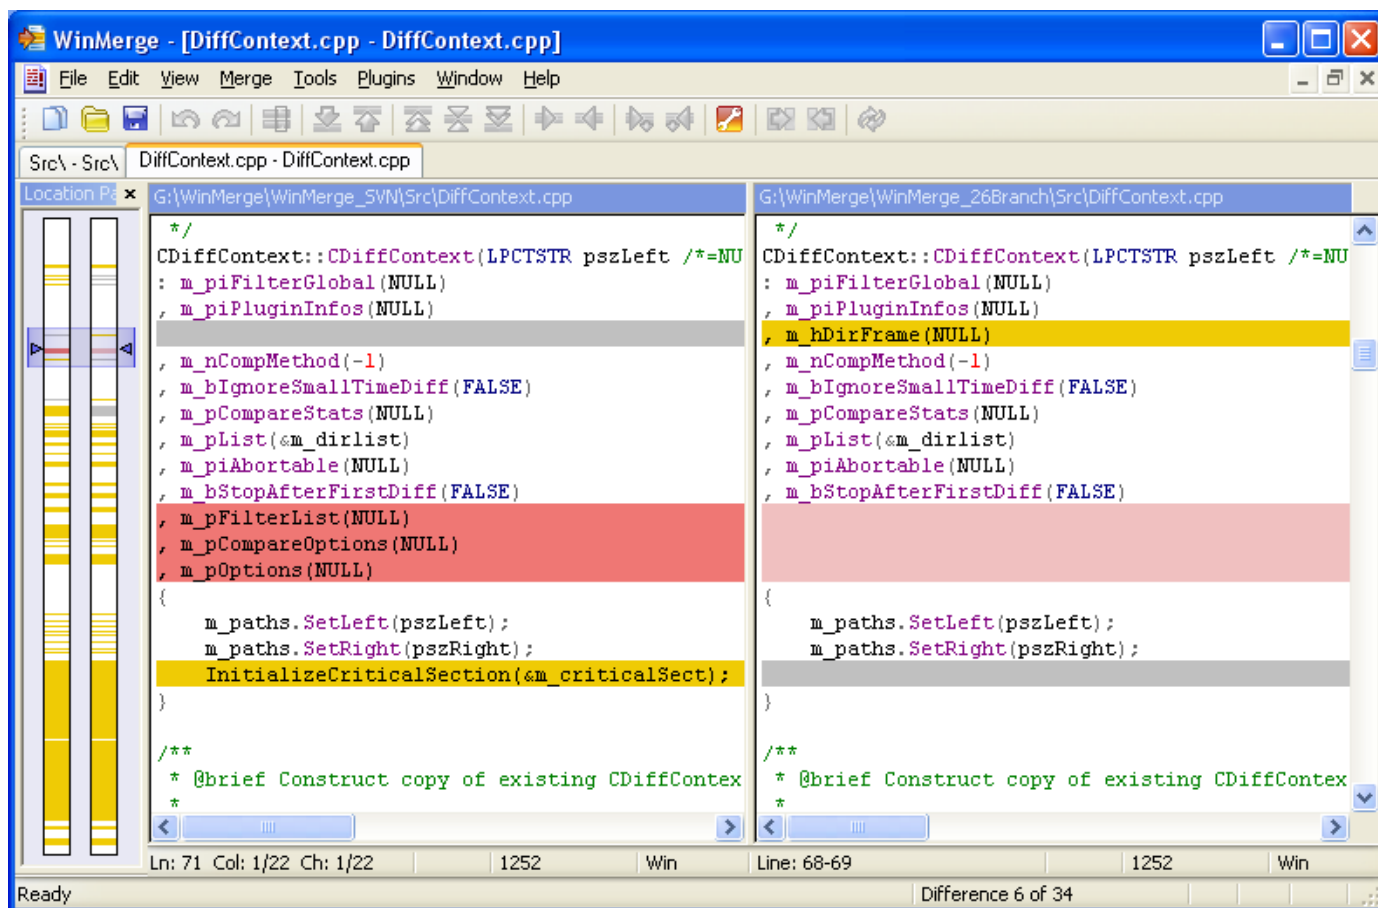 WinMerge - [DiffContext.cpp - DiffContext.cpp]
File Edit View Merge Tools Plugins Window Help
Src\ - Src\ DiffContext.cpp - DiffContext.cpp
Location Pa
G:\WinMerge\WinMerge_SVN\Src\DiffContext.cpp
*/
CDiffContext::CDiffContext(LPCTSTR pszLeft /*=NU
: m_piFilterGlobal(NULL)
, m_piPluginInfos(NULL)
, m_nCompMethod(-1)
, m_bIgnoreSmallTimeDiff(FALSE)
, m_pCompareStats(NULL)
, m_pList(&m_dirlist)
, m_piAbortable(NULL)
, m_bStopAfterFirstDiff(FALSE)
, m_pFilterList(NULL)
, m_pCompareOptions(NULL)
, m_pOptions(NULL)
{
    m_paths.SetLeft(pszLeft);
    m_paths.SetRight(pszRight);
    InitializeCriticalSection(&m_criticalSect);
}
/**
 * @brief Construct copy of existing CDiffContex
 *
G:\WinMerge\WinMerge_26Branch\Src\DiffContext.cpp
*/
CDiffContext::CDiffContext(LPCTSTR pszLeft /*=NU
: m_piFilterGlobal(NULL)
, m_piPluginInfos(NULL)
, m_hDirFrame(NULL)
, m_nCompMethod(-1)
, m_bIgnoreSmallTimeDiff(FALSE)
, m_pCompareStats(NULL)
, m_pList(&m_dirlist)
, m_piAbortable(NULL)
, m_bStopAfterFirstDiff(FALSE)
{
    m_paths.SetLeft(pszLeft);
    m_paths.SetRight(pszRight);
}
/**
 * @brief Construct copy of existing CDiffContex
 *
Ln: 71 Col: 1/22 Ch: 1/22 1252 Win Line: 68-69 1252 Win
Ready Difference 6 of 34